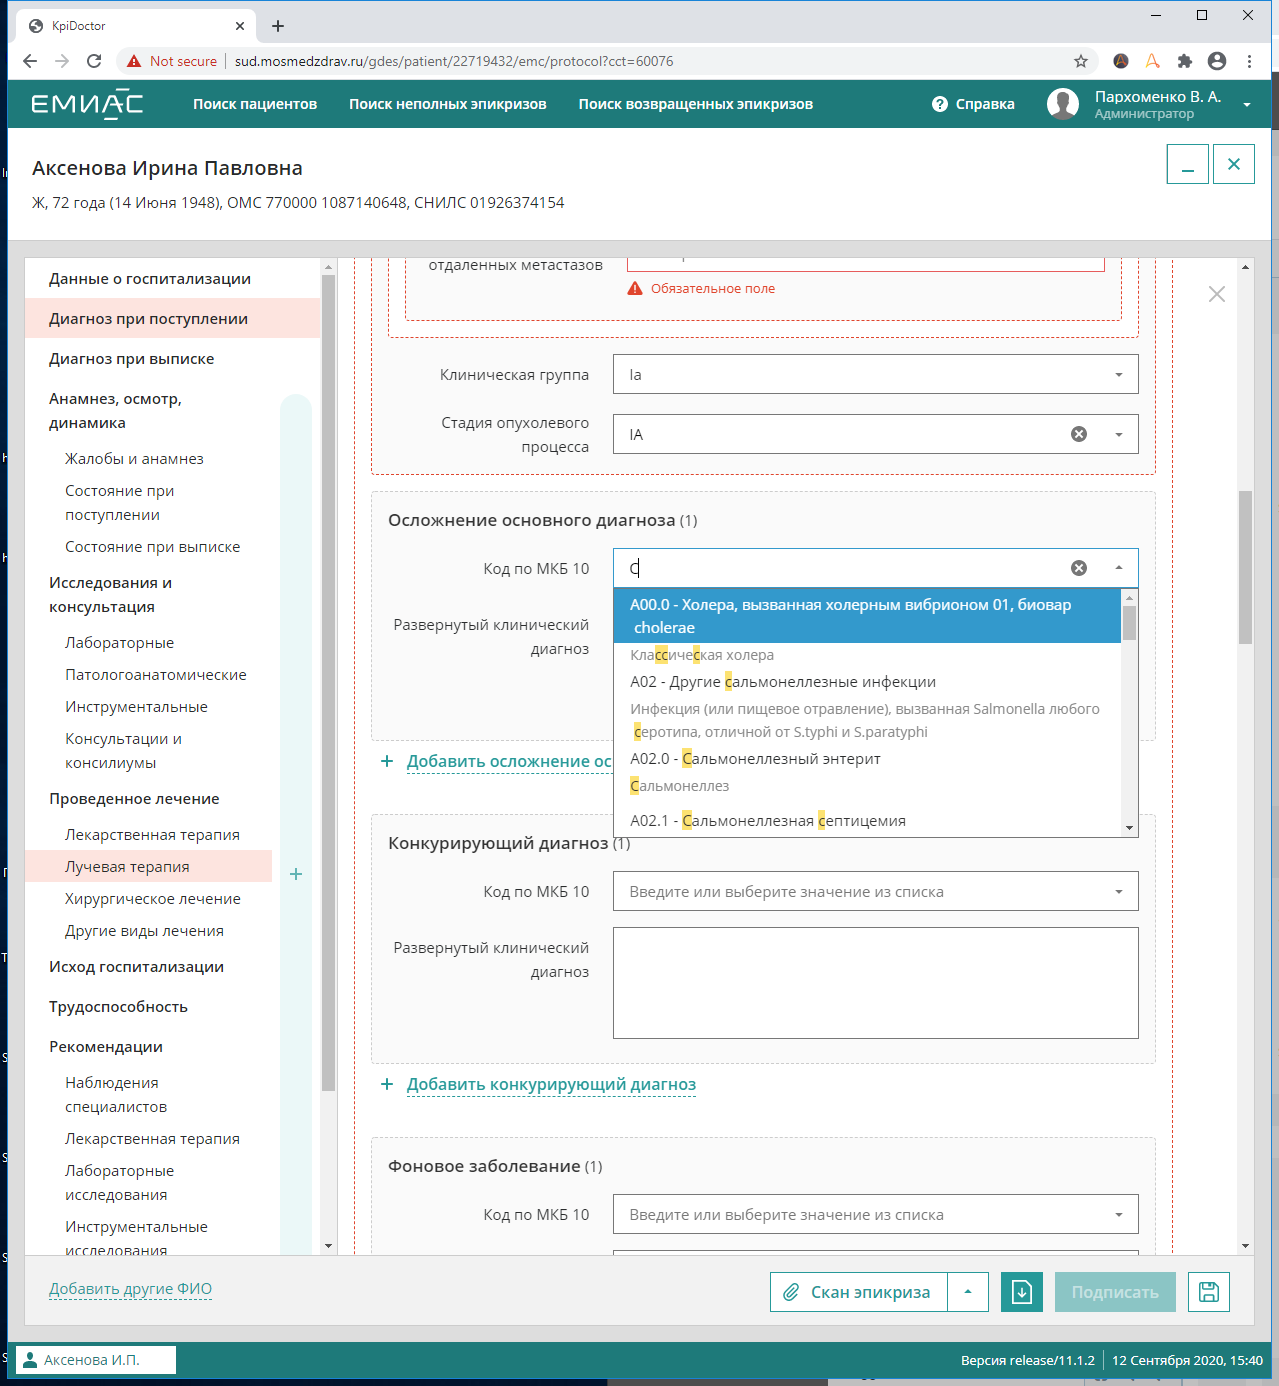 KpiDoctor
Not secure
sud.mosmedzdrav.ru/gdes/patient/22719432/emc/protocol?cct=60076
ЕМИАС
Поиск пациентов
Поиск неполных эпикризов
Поиск возвращенных эпикризов
Справка
Пархоменко В. А.
Администратор
Аксенова Ирина Павловна
Ж, 72 года (14 Июня 1948), ОМС 770000 1087140648, СНИЛС 01926374154
Данные о госпитализации
Диагноз при поступлении
Диагноз при выписке
Анамнез, осмотр,
динамика
Жалобы и анамнез
Состояние при
поступлении
Состояние при выписке
Исследования и
консультация
Лабораторные
Патологоанатомические
Инструментальные
Консультации и
консилиумы
Проведенное лечение
Лекарственная терапия
Лучевая терапия
Хирургическое лечение
Другие виды лечения
Исход госпитализации
Трудоспособность
Рекомендации
Наблюдения
специалистов
Лекарственная терапия
Лабораторные
исследования
Инструментальные
исследования
отдаленных метастазов
Обязательное поле
Клиническая группа
Ia
Стадия опухолевого
процесса
IA
Осложнение основного диагноза (1)
Код по МКБ 10
С
Развернутый клинический
диагноз
A00.0 - Холера, вызванная холерным вибрионом 01, биовар
cholerae
Классическая холера
A02 - Другие сальмонеллезные инфекции
Инфекция (или пищевое отравление), вызванная Salmonella любого
серотипа, отличной от S.typhi и S.paratyphi
A02.0 - Сальмонеллезный энтерит
Сальмонеллез
A02.1 - Сальмонеллезная септицемия
+ Добавить осложнение ос
Конкурирующий диагноз (1)
Код по МКБ 10
Введите или выберите значение из списка
Развернутый клинический
диагноз
+ Добавить конкурирующий диагноз
Фоновое заболевание (1)
Код по МКБ 10
Введите или выберите значение из списка
Добавить другие ФИО
Скан эпикриза
Подписать
Аксенова И.П.
Версия release/11.1.2
12 Сентября 2020, 15:40